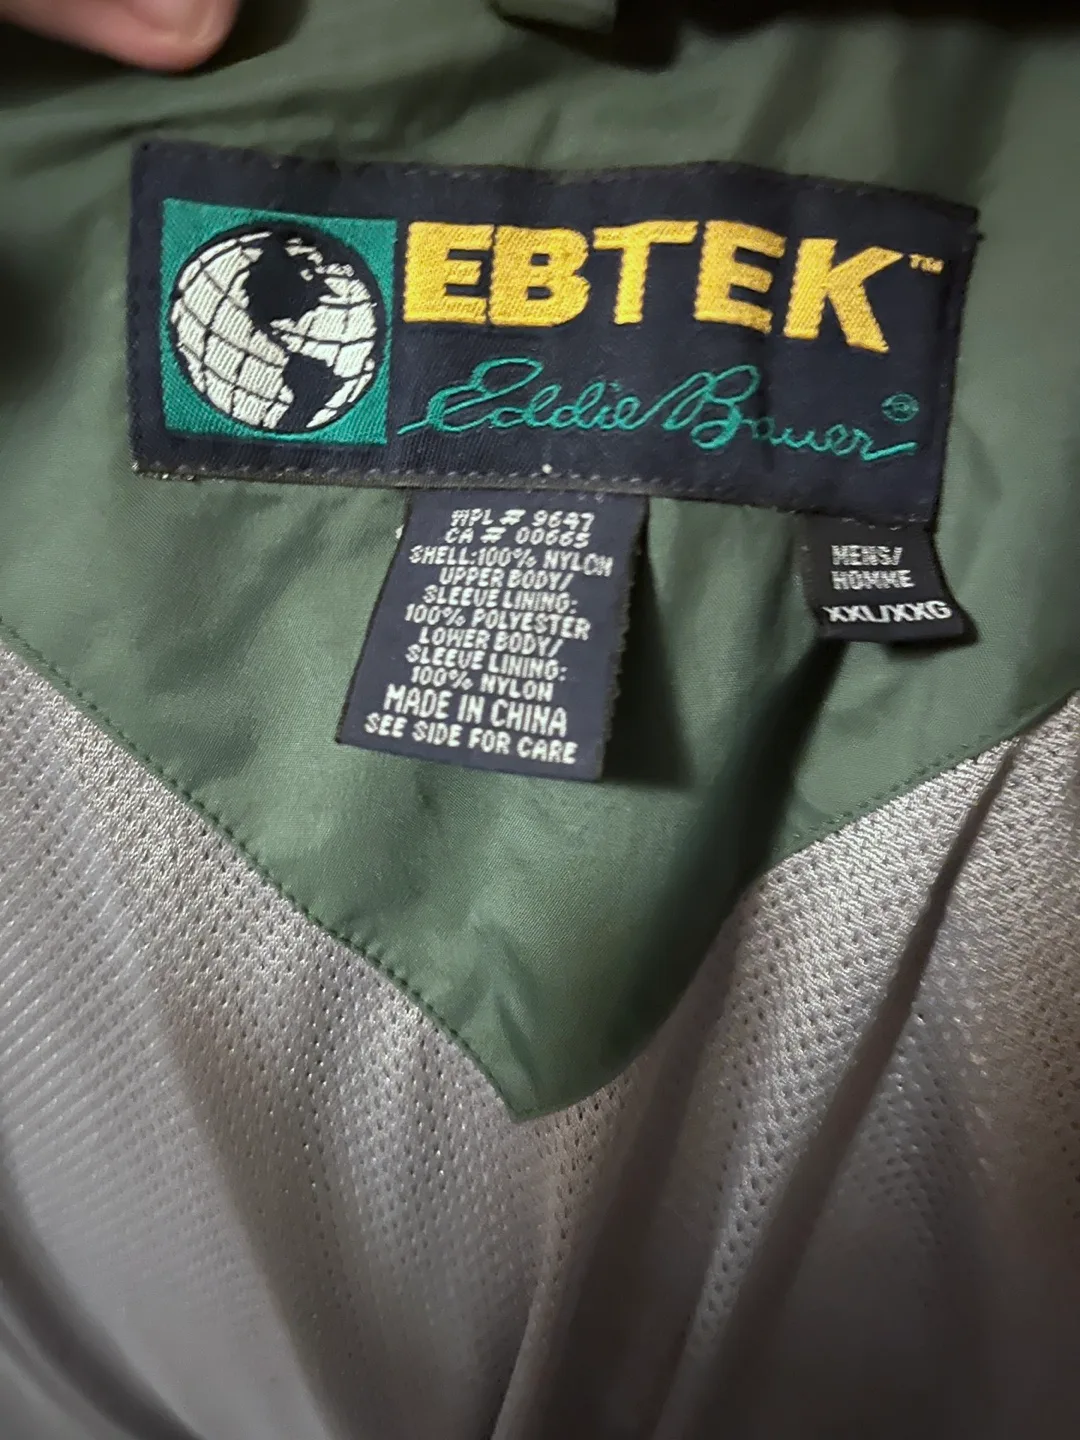 EBTEK™
Eddie Bauer®
WPL # 9647
CA # 00665
SHELL:100% NYLON
UPPER BODY/
SLEEVE LINING:
100% POLYESTER
LOWER BODY/
SLEEVE LINING:
100% NYLON
MADE IN CHINA
SEE SIDE FOR CARE
MENS/
HOMME
XXL/XXG